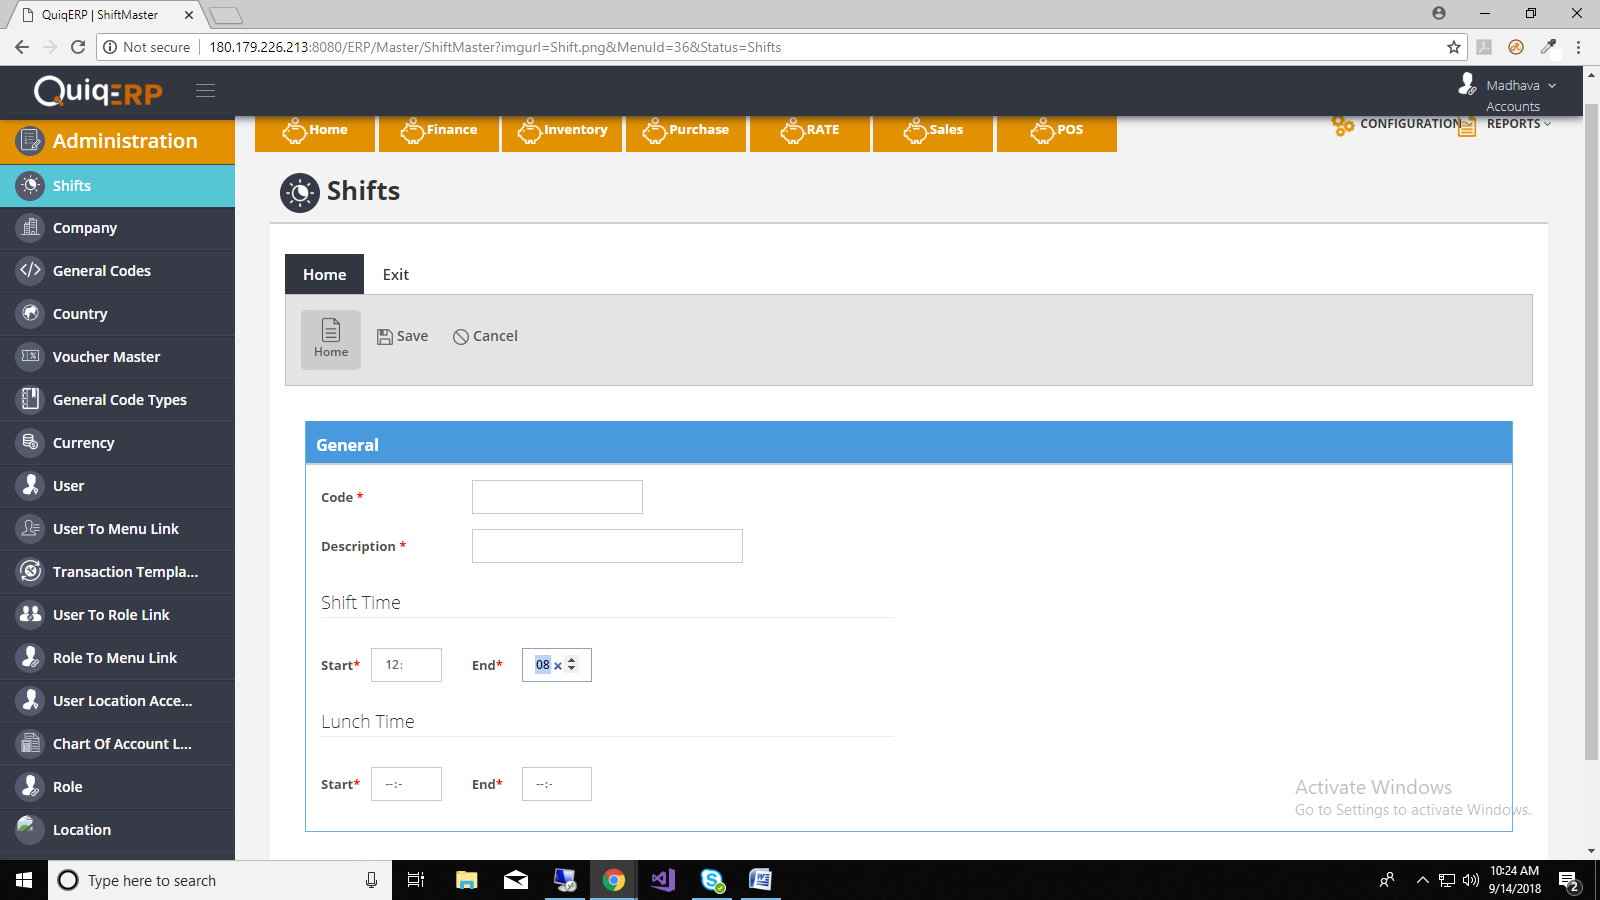 QuiqERP | ShiftMaster
Not secure
180.179.226.213:8080/ERP/Master/ShiftMaster?imgurl=Shift.png&MenuId=36&Status=Shifts
QuiqERP
Madhava
Accounts
Administration
Home
Finance
Inventory
Purchase
RATE
Sales
POS
CONFIGURATION
REPORTS
Shifts
Company
General Codes
Country
Voucher Master
General Code Types
Currency
User
User To Menu Link
Transaction Templa...
User To Role Link
Role To Menu Link
User Location Acce...
Chart Of Account L...
Role
Location
Shifts
Home Exit
Home
Save
Cancel
General
Code *
Description *
Shift Time
Start* 12: End* 08
Lunch Time
Start* --:- End* --:-
Activate Windows
Go to Settings to activate Windows.
Type here to search
10:24 AM
9/14/2018
2